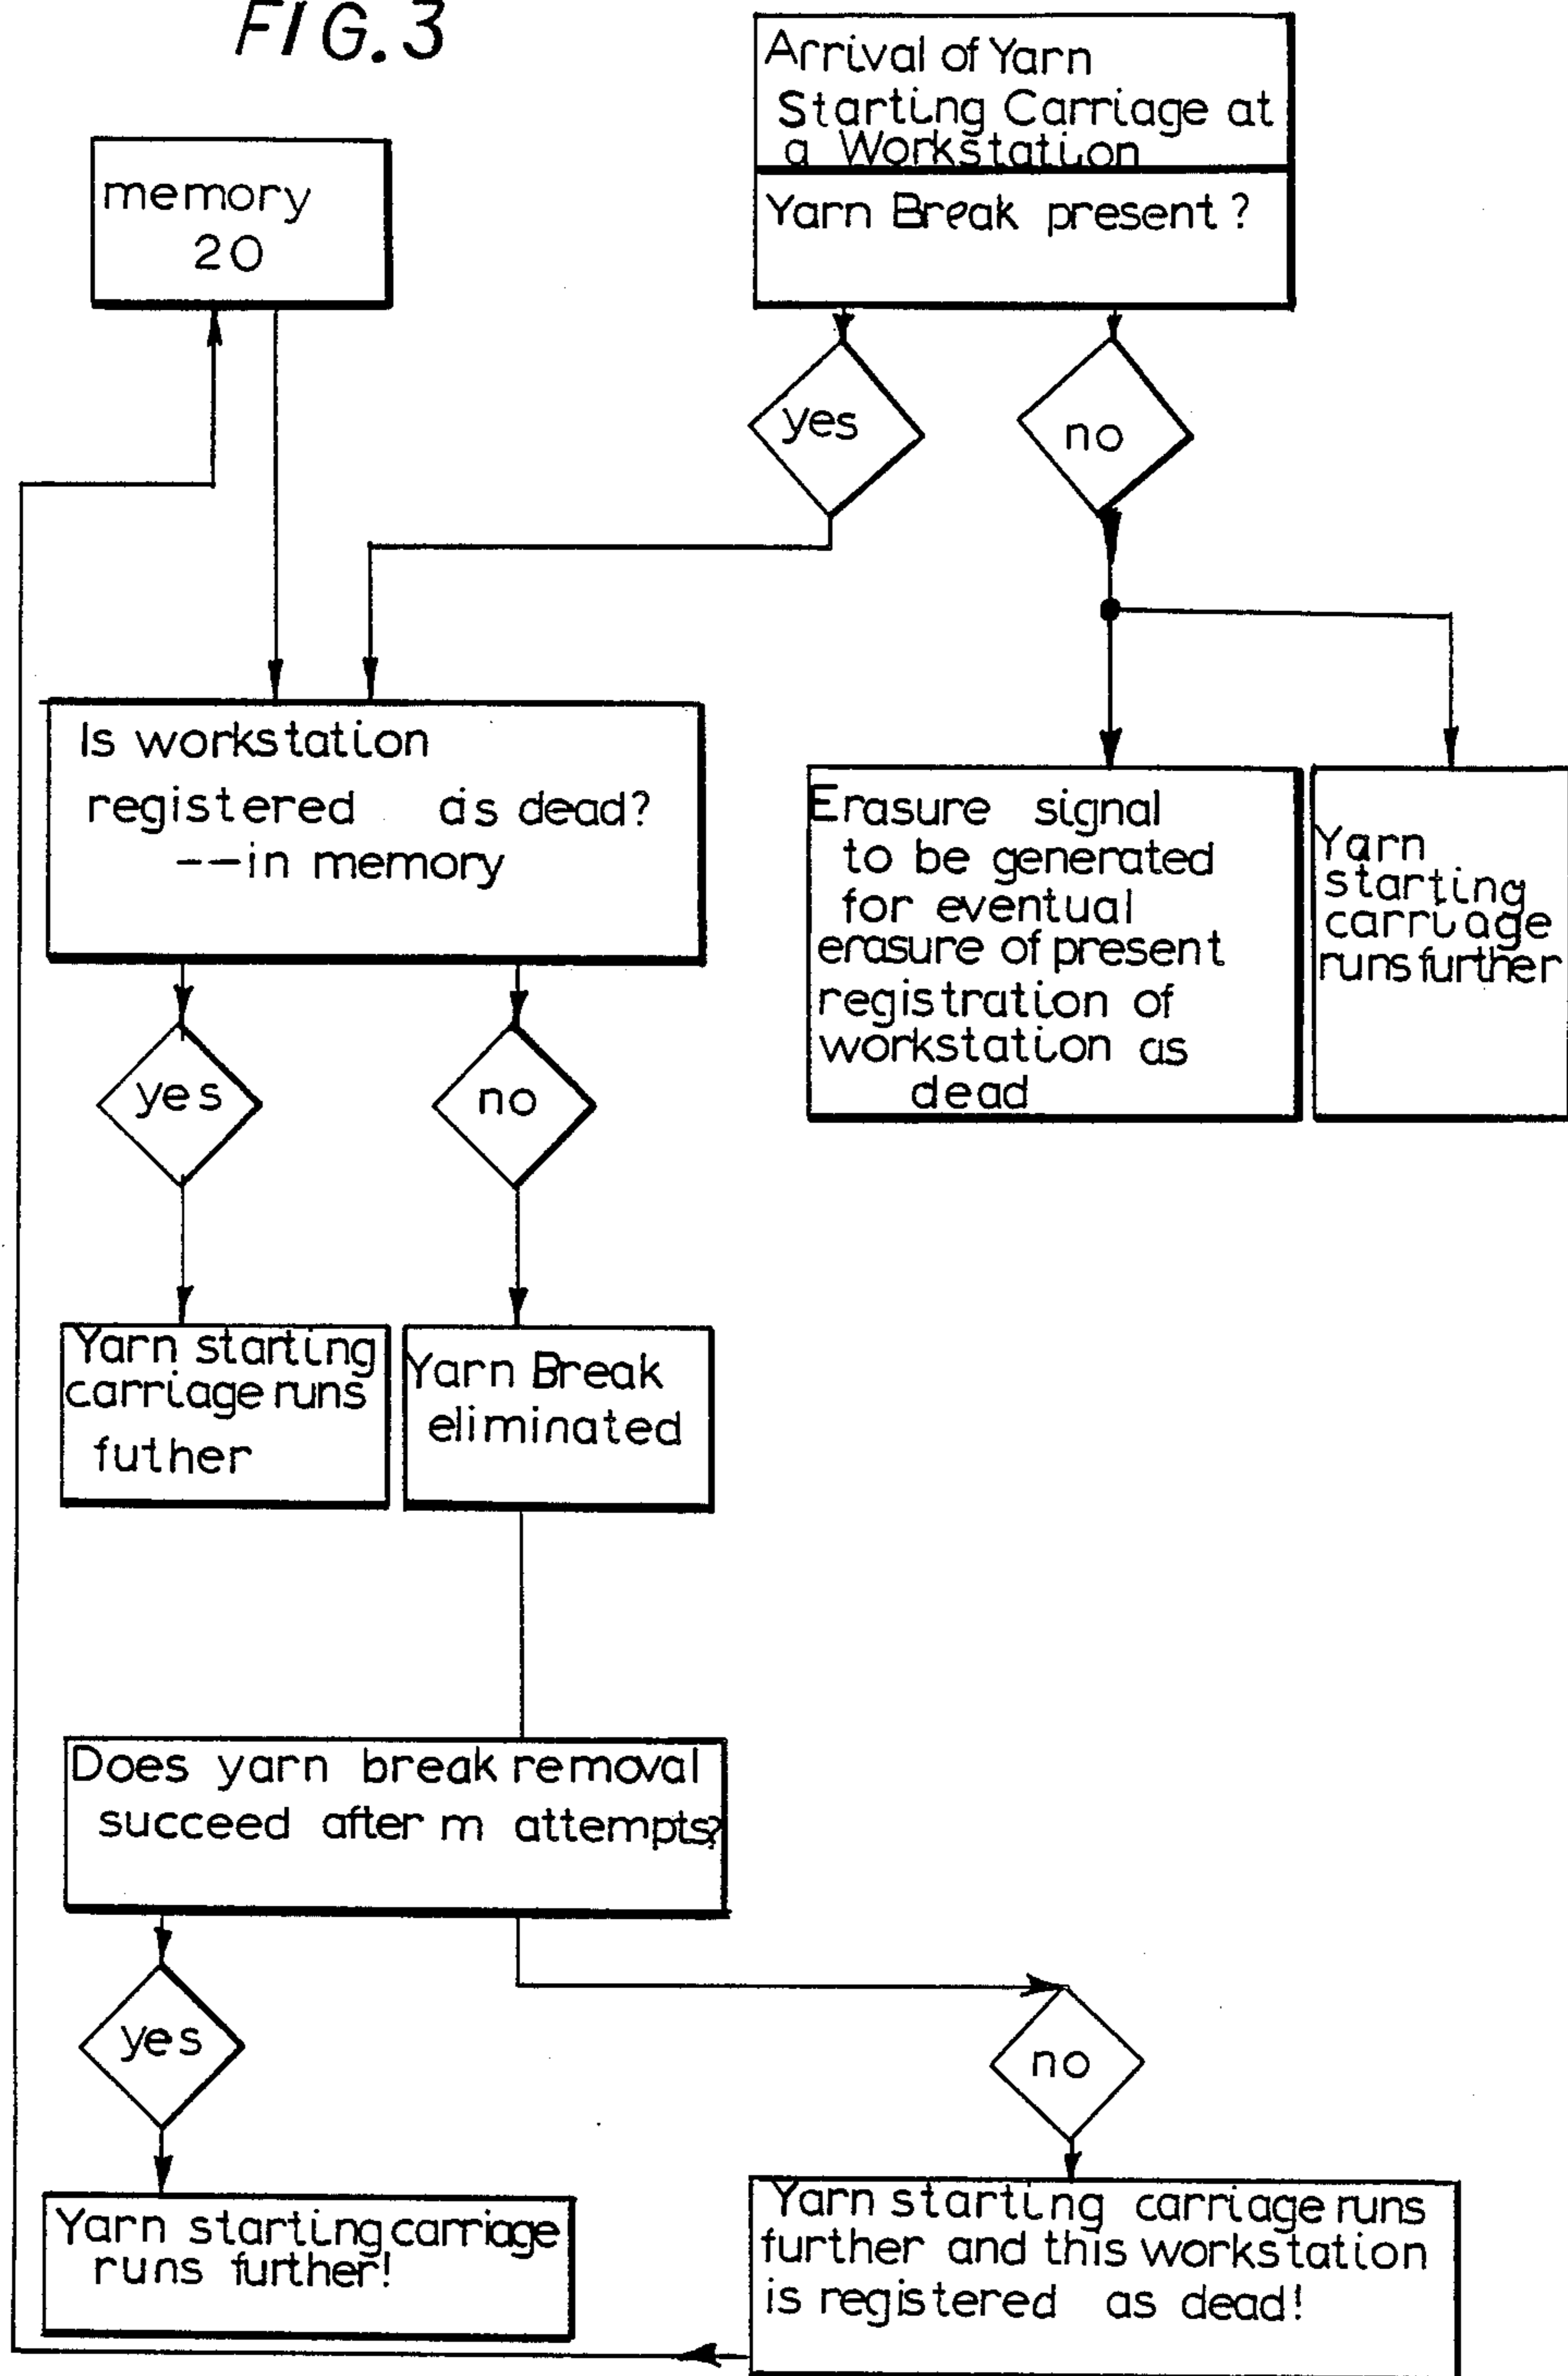 FIG. 3
Arrival of Yarn
Starting Carriage at
a Workstation
Yarn Break present?
memory
20
yes
no
Is workstation
registered as dead?
--in memory
Erasure signal
to be generated
for eventual
erasure of present
registration of
workstation as
dead
Yarn
starting
carriage
runs further
yes
no
Yarn starting
carriage runs
futher
Yarn Break
eliminated
Does yarn break removal
succeed after m attempts?
yes
no
Yarn starting carriage
runs further!
Yarn starting carriage runs
further and this workstation
is registered as dead!